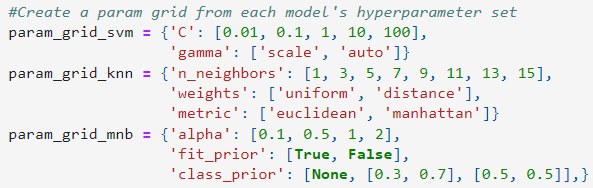 #Create a param grid from each model's hyperparameter set
param_grid_svm = {'C': [0.01, 0.1, 1, 10, 100],
'gamma': ['scale', 'auto']}
param_grid_knn = {'n_neighbors': [1, 3, 5, 7, 9, 11, 13, 15],
'weights': ['uniform', 'distance'],
'metric': ['euclidean', 'manhattan']}
param_grid_mnb = {'alpha': [0.1, 0.5, 1, 2],
'fit_prior': [True, False],
'class_prior': [None, [0.3, 0.7], [0.5, 0.5]],}